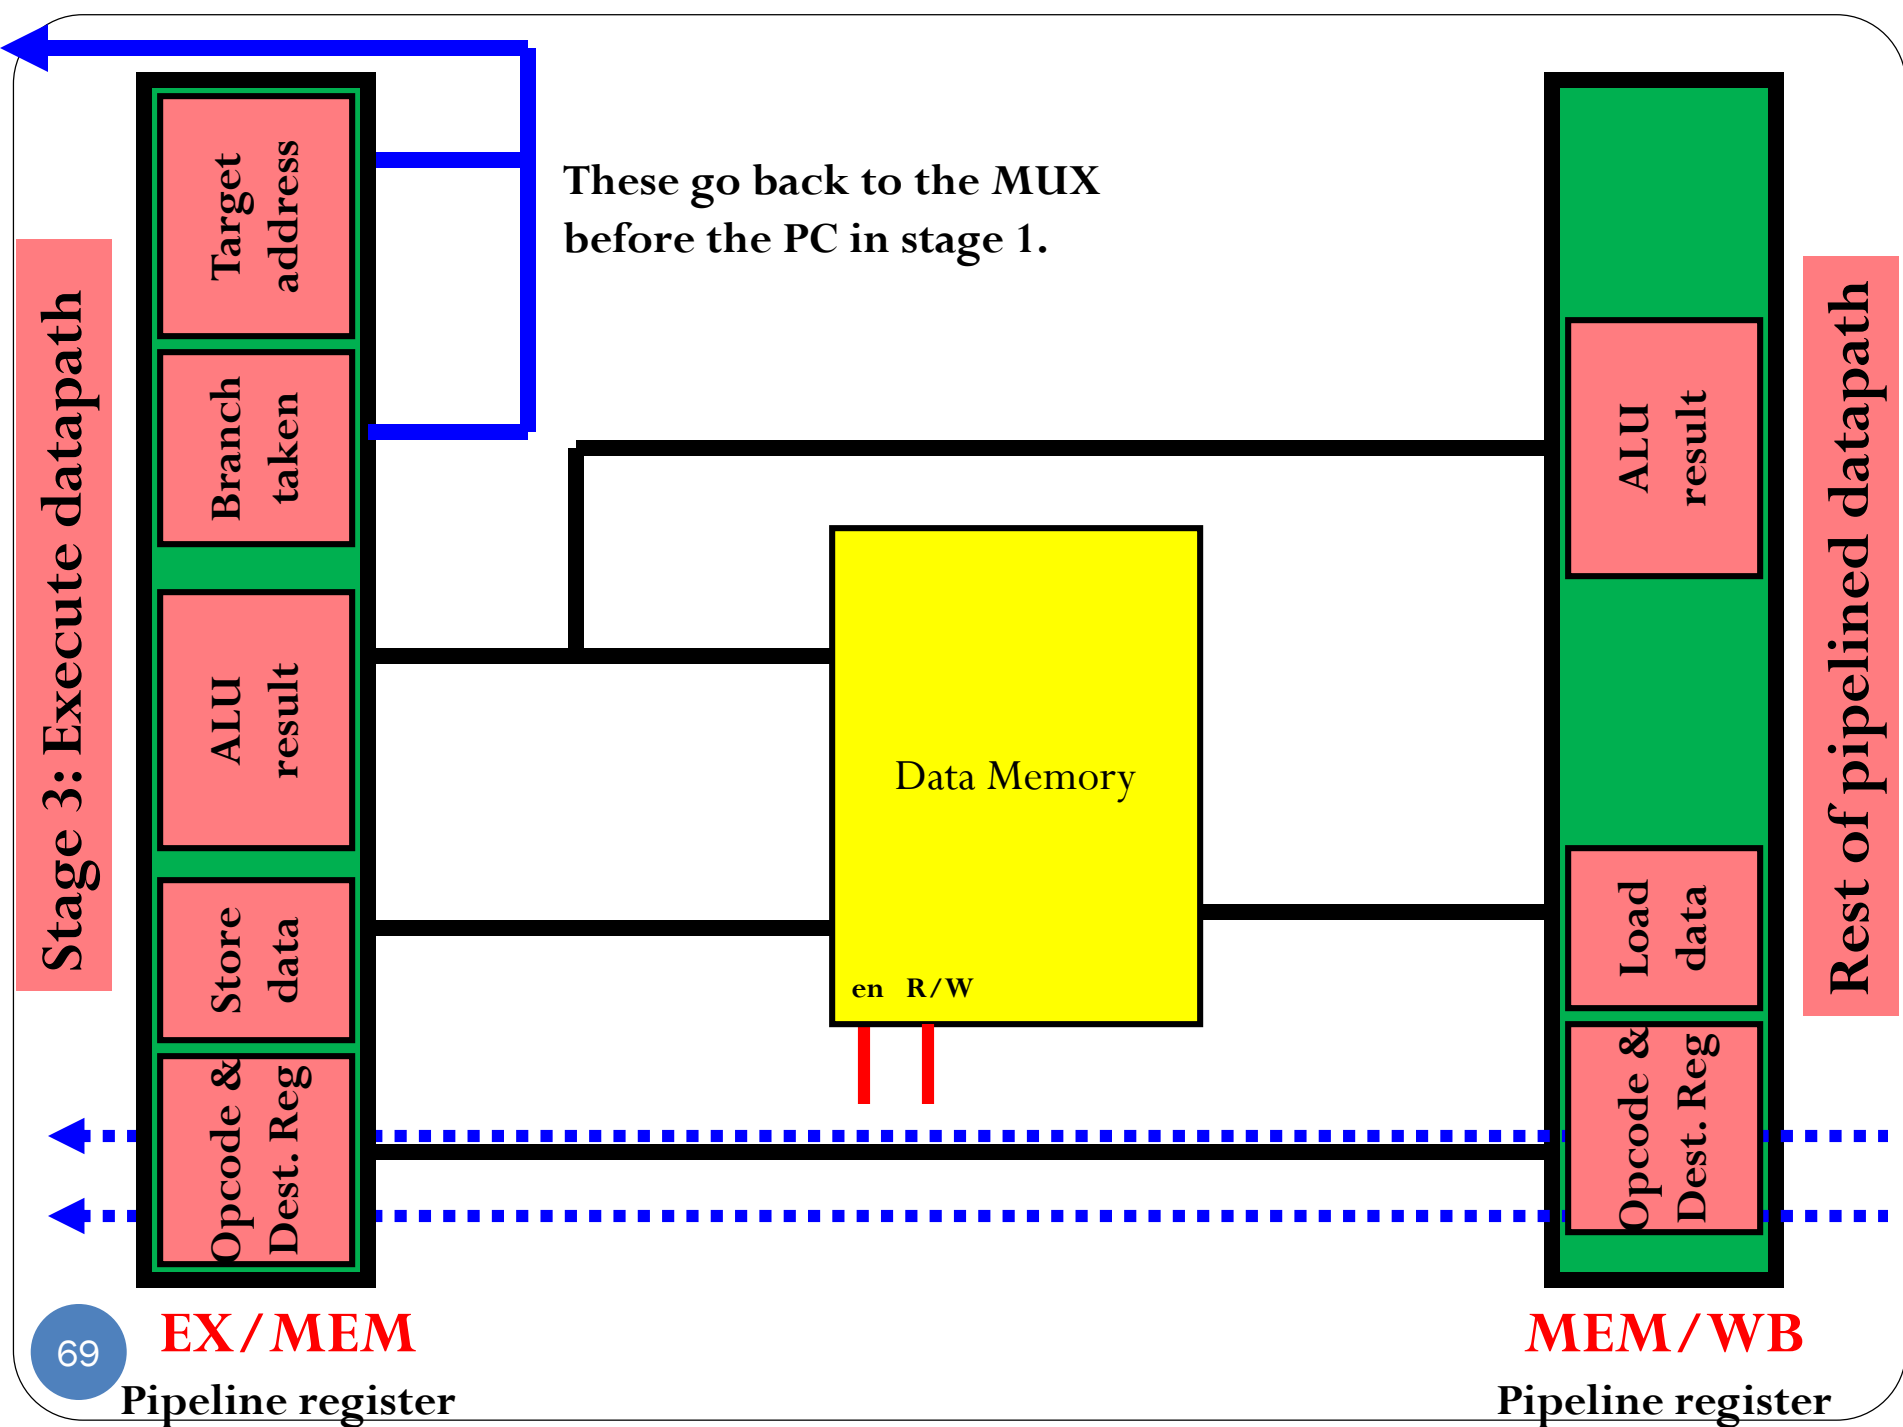 Stage 3: Execute datapath
Target
address
Branch
taken
ALU
result
Store
data
Opcode &
Dest. Reg
These go back to the MUX
before the PC in stage 1.
Data Memory
en R/W
ALU
result
Load
data
Opcode &
Dest. Reg
Rest of pipelined datapath
EX/MEM
Pipeline register
MEM/WB
Pipeline register
69